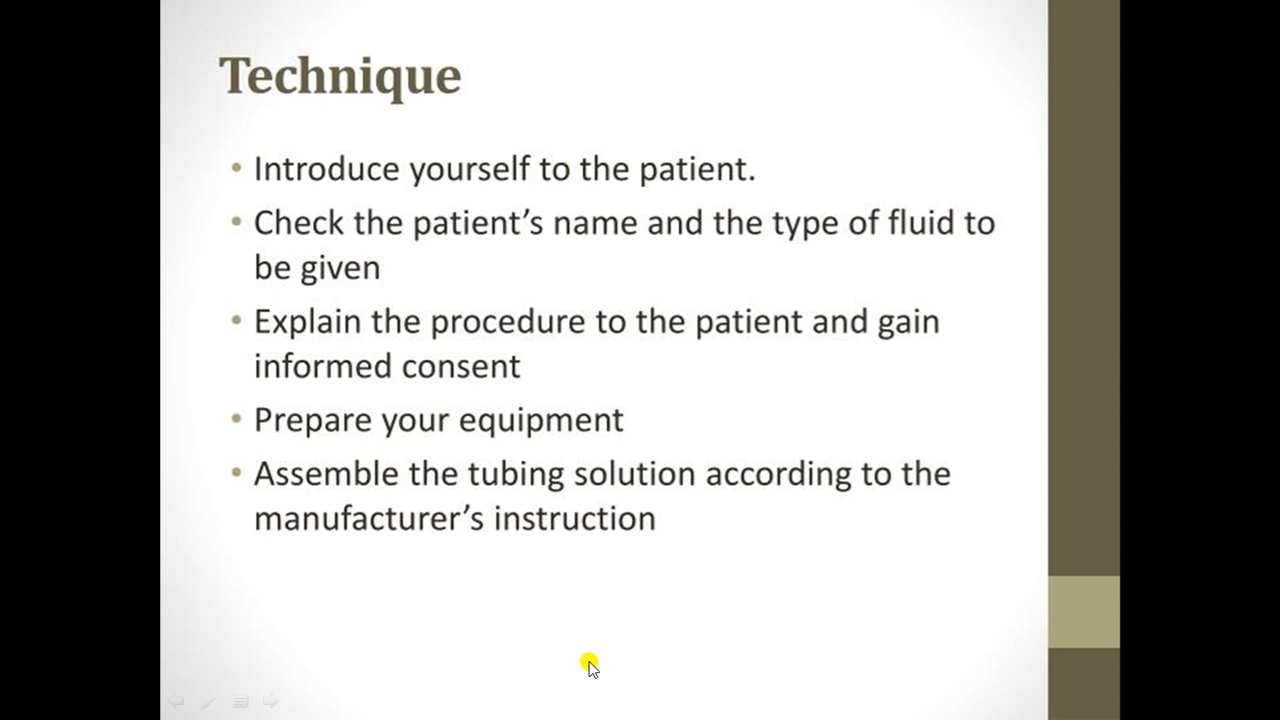 Technique
• Introduce yourself to the patient.
• Check the patient’s name and the type of fluid to
be given
• Explain the procedure to the patient and gain
informed consent
• Prepare your equipment
• Assemble the tubing solution according to the
manufacturer’s instruction